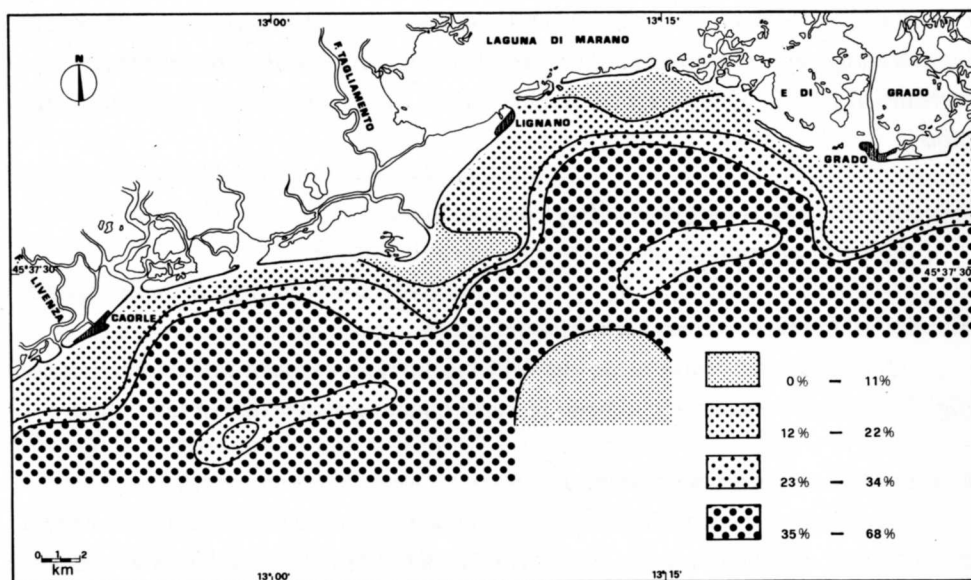 13°00'
13°15'
N
F. TAGLIAMENTO
LAGUNA DI MARANO
E DI
GRADO
LIGNANO
GRADO
45°37'30
45°37'30
LIVENZA
CAORLE
0% — 11%
12% — 22%
23% — 34%
35% — 68%
0 1 2
km
13°00'
13°15'